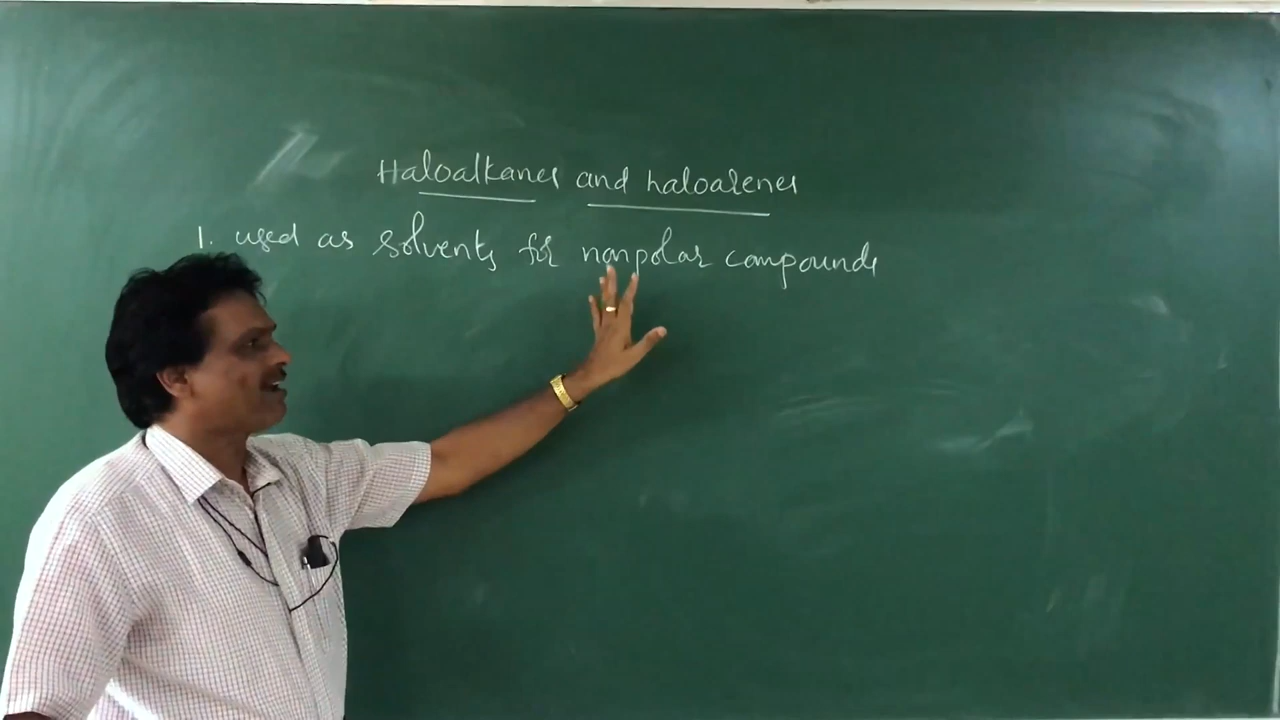 Haloalkanes and haloarenes
1. used as solvents for nonpolar compounds